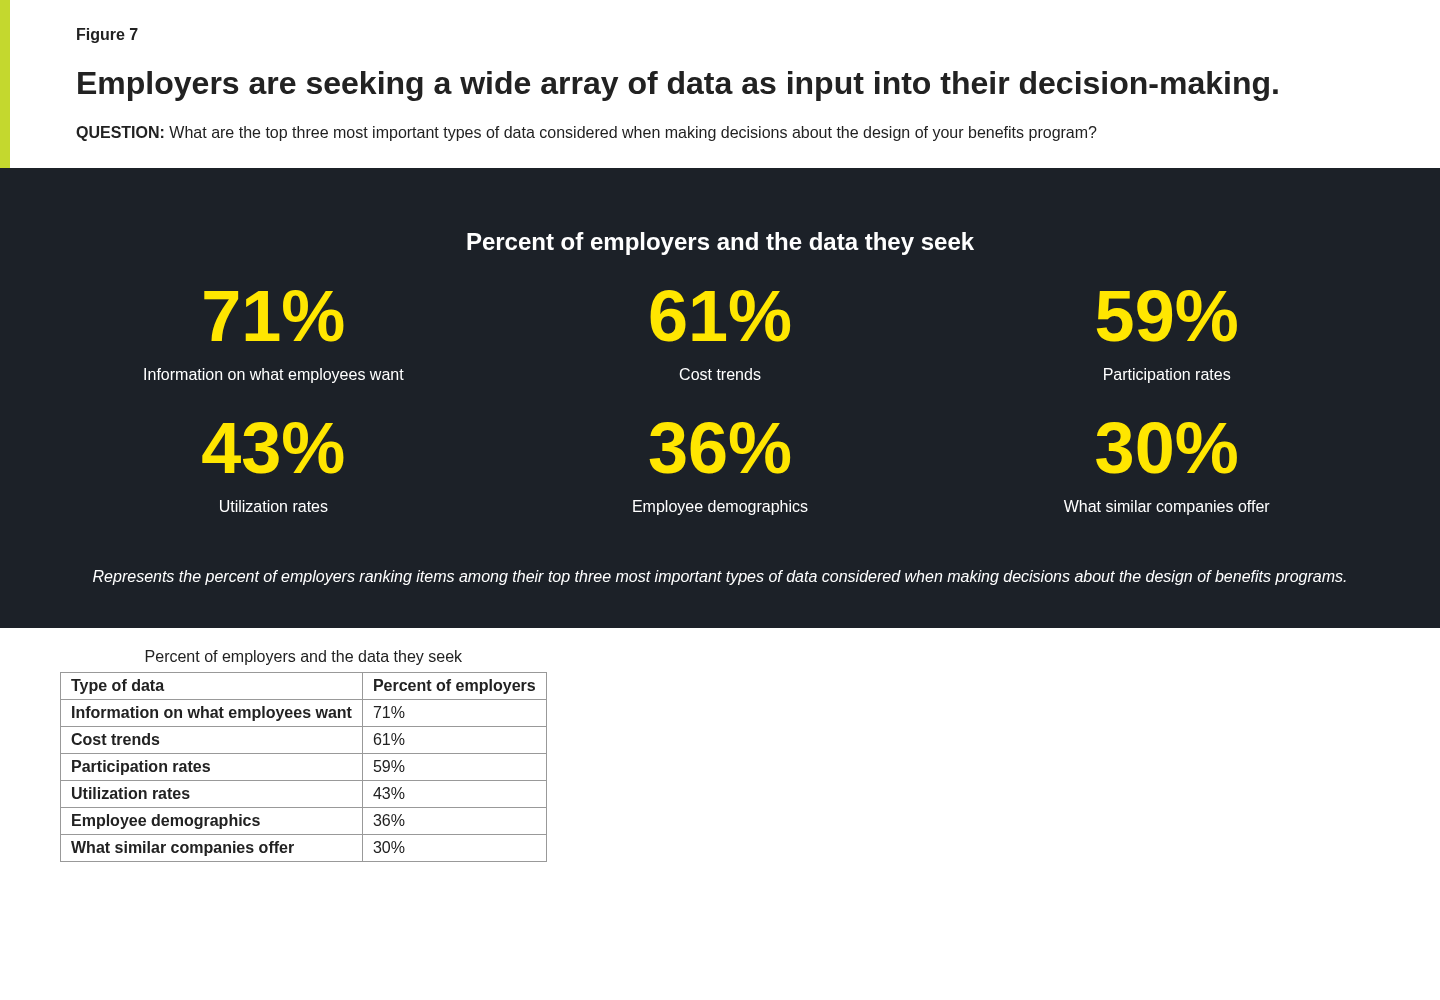 Figure 7
Employers are seeking a wide array of data as input into their decision-making.
QUESTION: What are the top three most important types of data considered when making decisions about the design of your benefits program?
Percent of employers and the data they seek
71% 61% 59%
Information on what employees want Cost trends Participation rates
43% 36% 30%
Utilization rates Employee demographics What similar companies offer
Represents the percent of employers ranking items among their top three most important types of data considered when making decisions about the design of benefits programs.
Percent of employers and the data they seek
Type of data Percent of employers
Information on what employees want 71%
Cost trends 61%
Participation rates 59%
Utilization rates 43%
Employee demographics 36%
What similar companies offer 30%